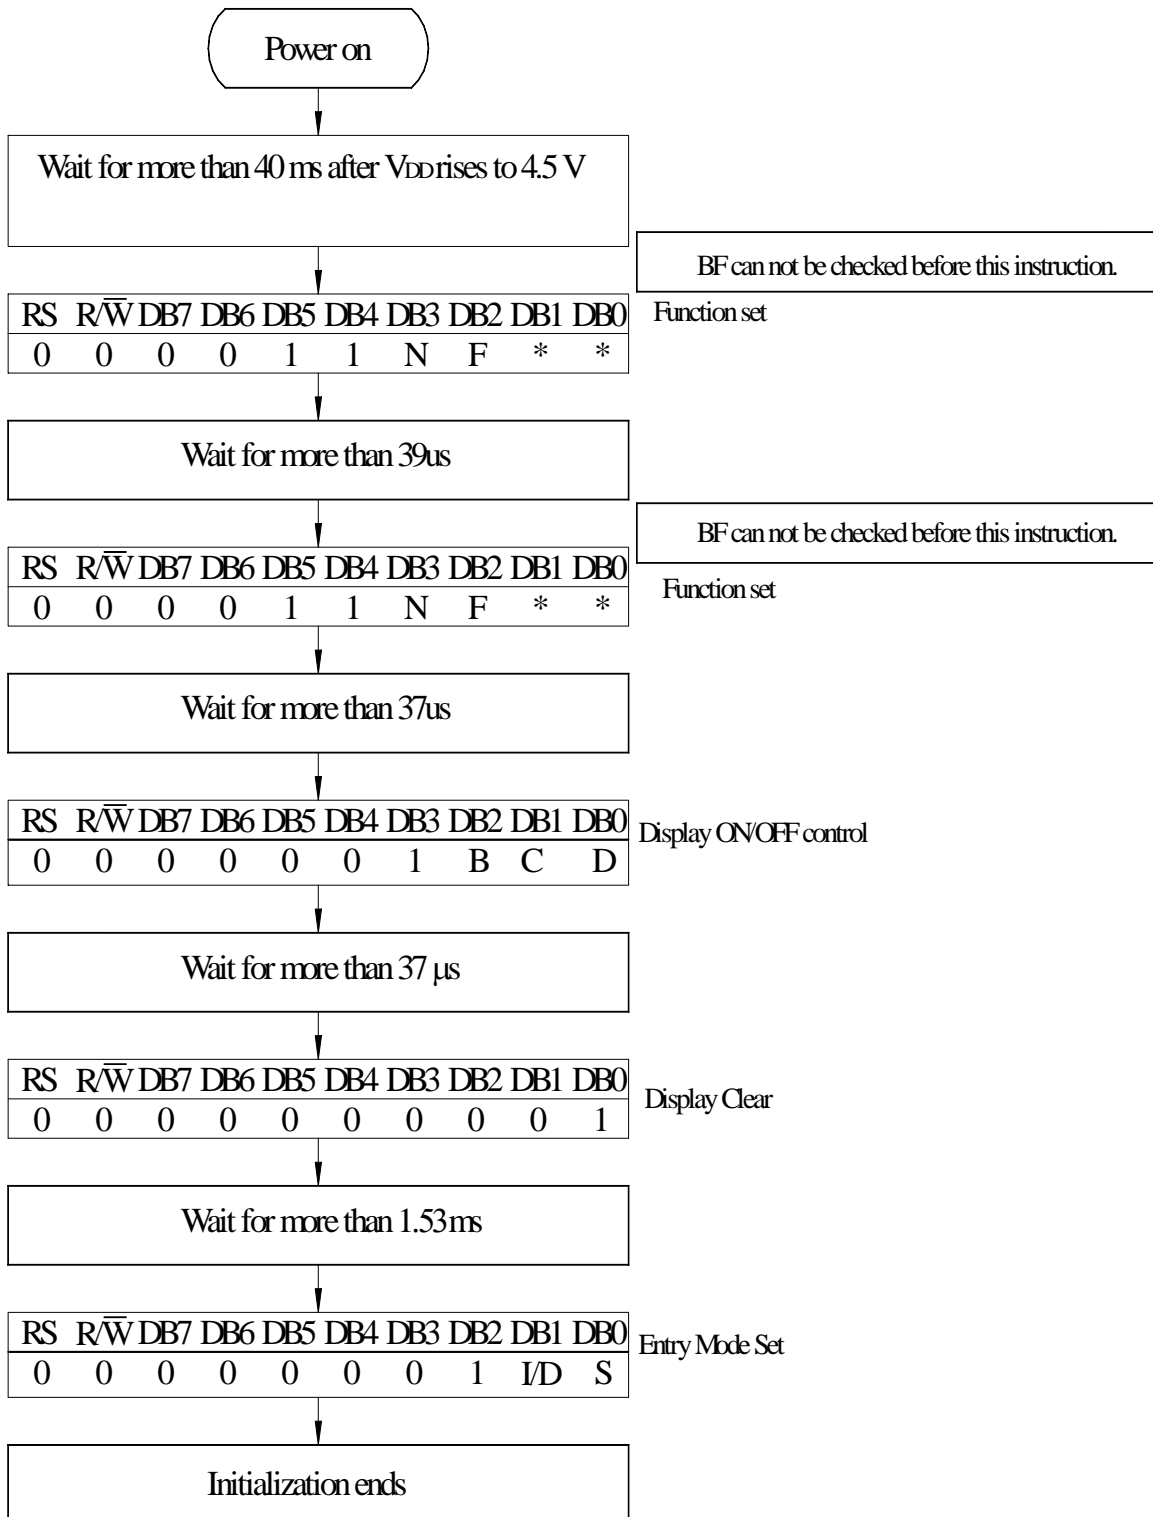 Power on
Wait for more than 40 ms after VDD rises to 4.5 V
BF can not be checked before this instruction.
RS R/W̅ DB7 DB6 DB5 DB4 DB3 DB2 DB1 DB0
Function set
0 0 0 0 1 1 N F * *
Wait for more than 39us
BF can not be checked before this instruction.
RS R/W̅ DB7 DB6 DB5 DB4 DB3 DB2 DB1 DB0
Function set
0 0 0 0 1 1 N F * *
Wait for more than 37us
RS R/W̅ DB7 DB6 DB5 DB4 DB3 DB2 DB1 DB0
Display ON/OFF control
0 0 0 0 0 0 1 B C D
Wait for more than 37 µs
RS R/W̅ DB7 DB6 DB5 DB4 DB3 DB2 DB1 DB0
Display Clear
0 0 0 0 0 0 0 0 0 1
Wait for more than 1.53ms
RS R/W̅ DB7 DB6 DB5 DB4 DB3 DB2 DB1 DB0
Entry Mode Set
0 0 0 0 0 0 0 1 I/D S
Initialization ends